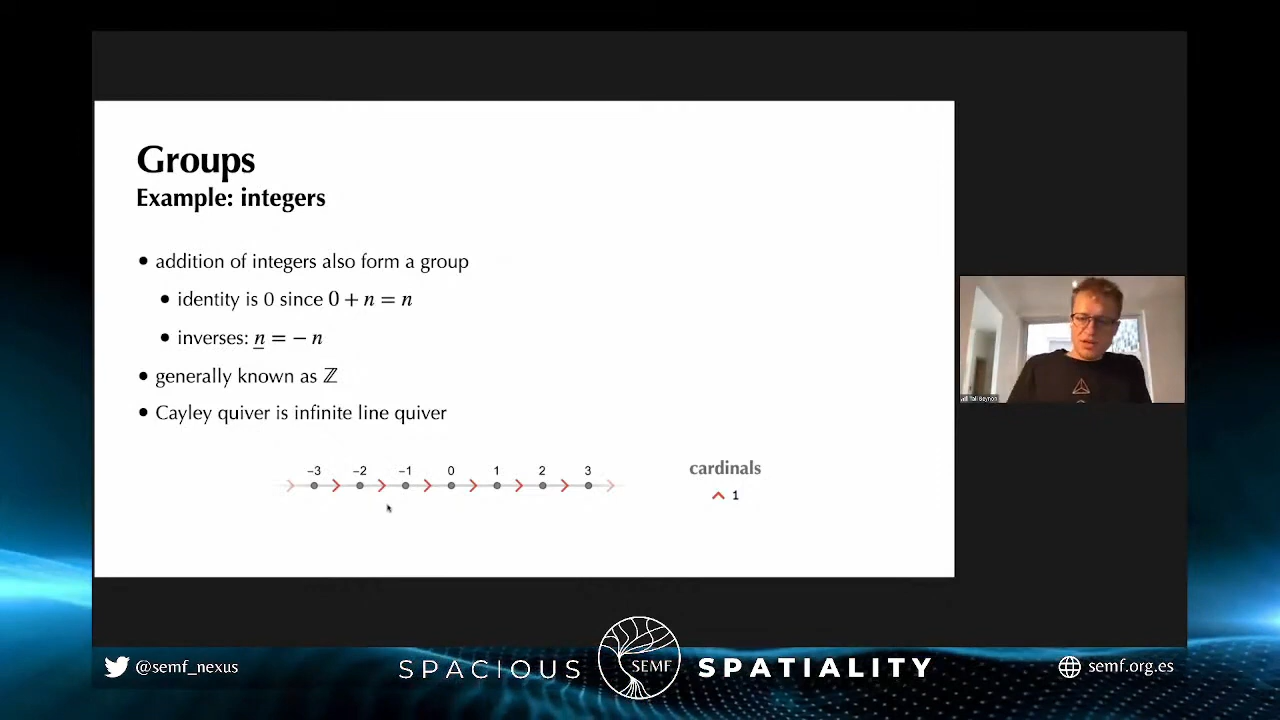 Groups
Example: integers
• addition of integers also form a group
• identity is 0 since 0 + n = n
• inverses: n̲ = − n
• generally known as ℤ
• Cayley quiver is infinite line quiver
−3 −2 −1 0 1 2 3
cardinals
1
@semf_nexus
SPACIOUS SEMF SPATIALITY
semf.org.es